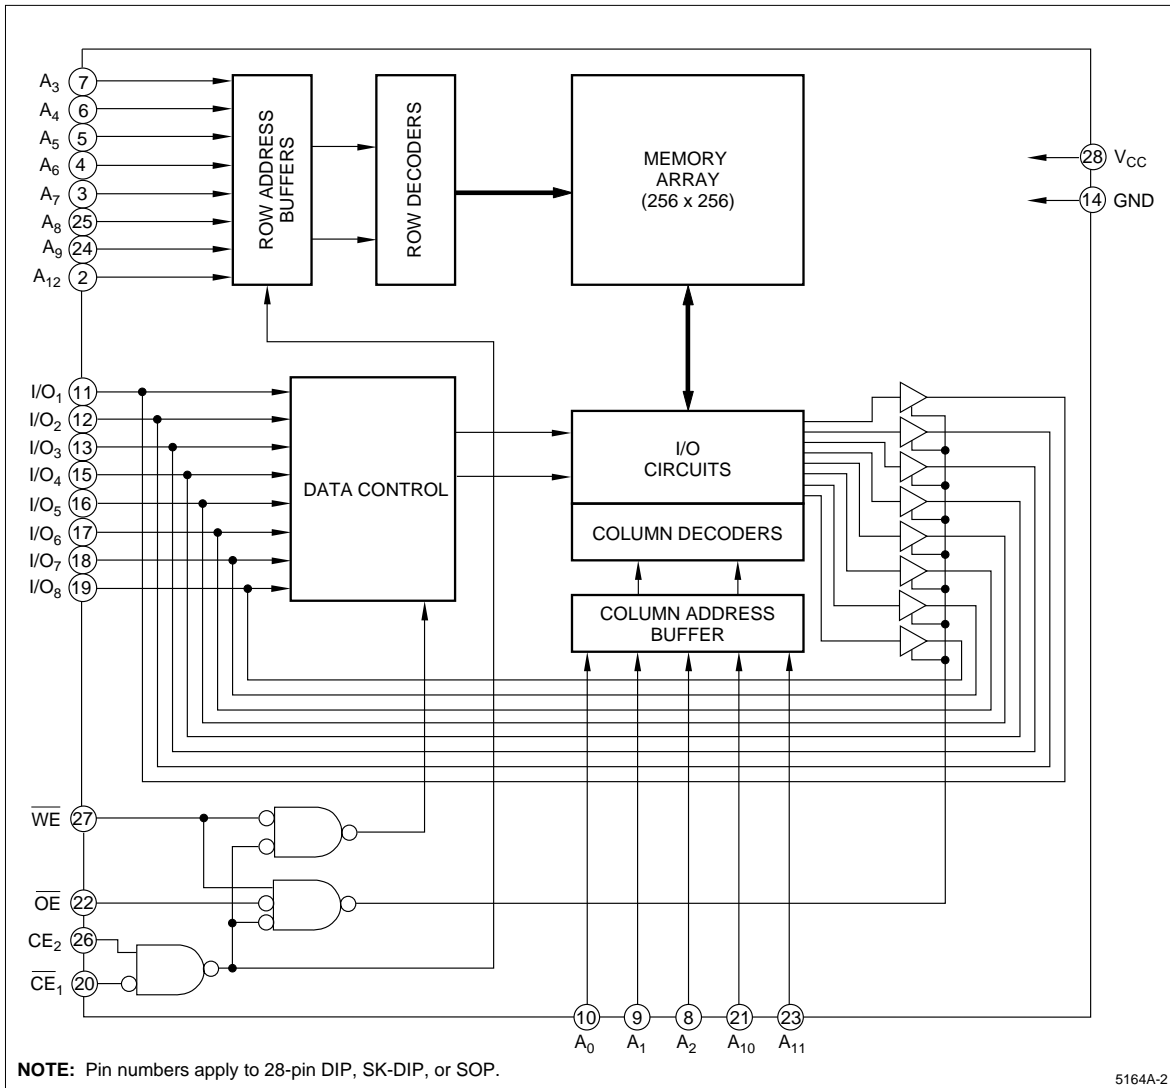 A3 7
A4 6
A5 5
A6 4
A7 3
A8 25
A9 24
A12 2
ROW ADDRESS
BUFFERS
ROW DECODERS
MEMORY
ARRAY
(256 x 256)
28 VCC
14 GND
I/O1 11
I/O2 12
I/O3 13
I/O4 15
I/O5 16
I/O6 17
I/O7 18
I/O8 19
DATA CONTROL
I/O
CIRCUITS
COLUMN DECODERS
COLUMN ADDRESS
BUFFER
W̅E̅ 27
O̅E̅ 22
CE2 26
C̅E̅1 20
10 9 8 21 23
A0 A1 A2 A10 A11
NOTE: Pin numbers apply to 28-pin DIP, SK-DIP, or SOP.
5164A-2